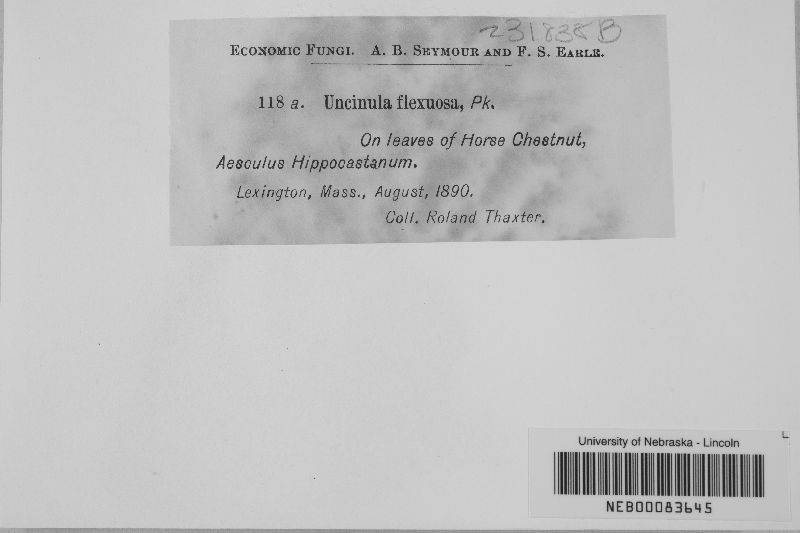 231838B
Economic Fungi. A. B. Seymour and F. S. Earle.
118 a. Uncinula flexuosa, Pk.
On leaves of Horse Chestnut,
Aesculus Hippocastanum.
Lexington, Mass., August, 1890.
Coll. Roland Thaxter.
University of Nebraska - Lincoln
NEB00083645